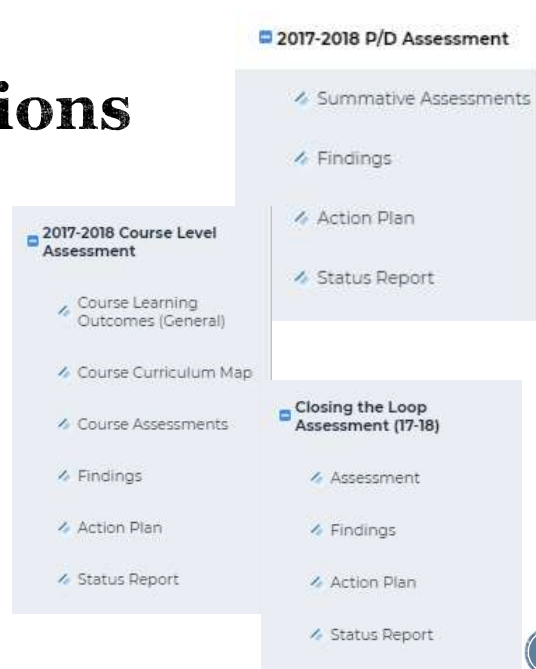 ions
2017-2018 P/D Assessment
Summative Assessments
Findings
Action Plan
Status Report
2017-2018 Course Level
Assessment
Course Learning
Outcomes (General)
Course Curriculum Map
Course Assessments
Findings
Action Plan
Status Report
Closing the Loop
Assessment (17-18)
Assessment
Findings
Action Plan
Status Report